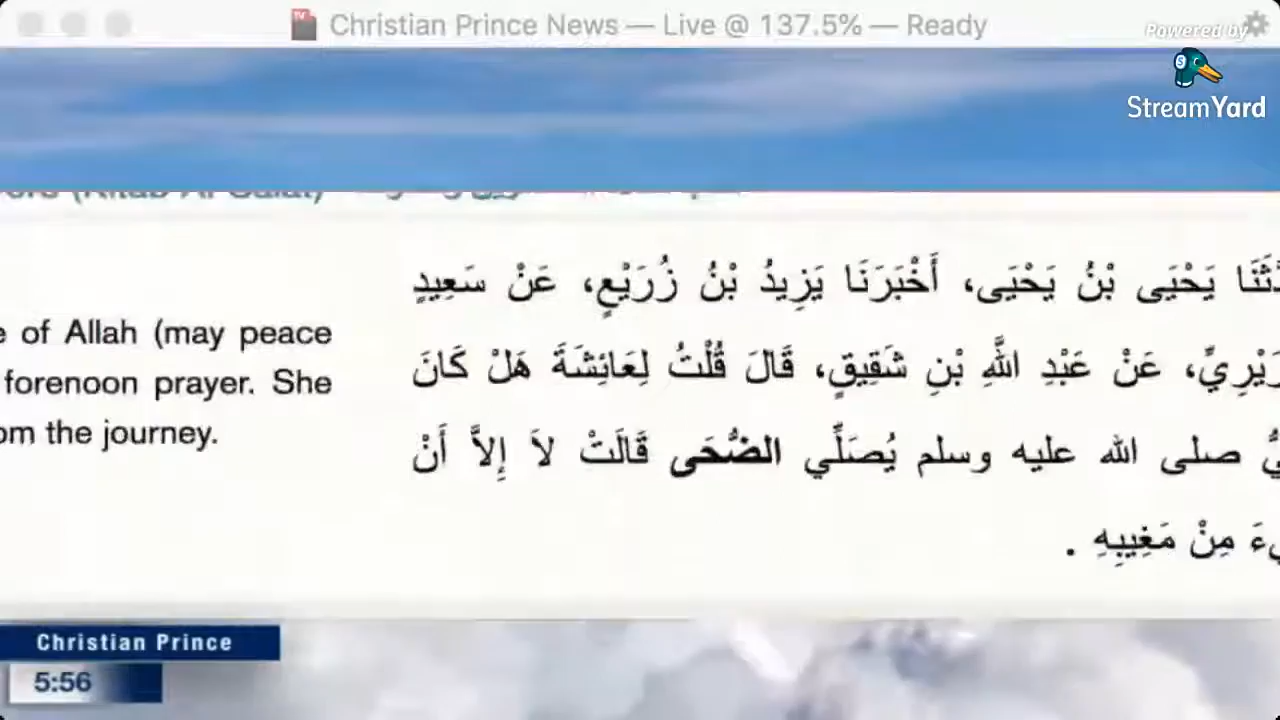 Christian Prince News — Live @ 137.5% — Ready
Powered by
StreamYard
e of Allah (may peace
forenoon prayer. She
om the journey.
يَحْيَى بْنُ يَحْيَى، أَخْبَرَنَا يَزِيدُ بْنُ زُرَيْعٍ، عَنْ سَعِيدٍ
عَنْ عَبْدِ اللَّهِ بْنِ شَقِيقٍ، قَالَ قُلْتُ لِعَائِشَةَ هَلْ كَانَ
صلى الله عليه وسلم يُصَلِّي الضُّحَى قَالَتْ لاَ إِلاَّ أَنْ
مِنْ مَغِيبِهِ .
Christian Prince
5:56